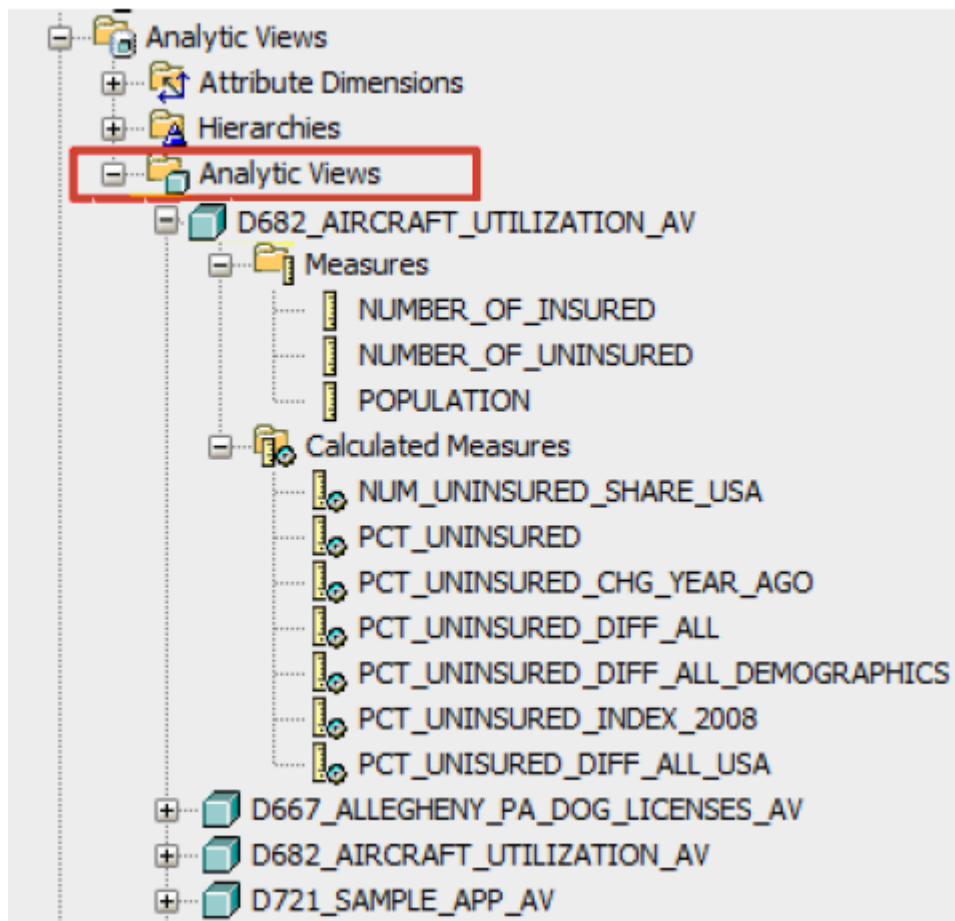 Analytic Views
Attribute Dimensions
Hierarchies
Analytic Views
D682_AIRCRAFT_UTILIZATION_AV
Measures
NUMBER_OF_INSURED
NUMBER_OF_UNINSURED
POPULATION
Calculated Measures
NUM_UNINSURED_SHARE_USA
PCT_UNINSURED
PCT_UNINSURED_CHG_YEAR_AGO
PCT_UNINSURED_DIFF_ALL
PCT_UNINSURED_DIFF_ALL_DEMOGRAPHICS
PCT_UNINSURED_INDEX_2008
PCT_UNISURED_DIFF_ALL_USA
D667_ALLEGHENY_PA_DOG_LICENSES_AV
D682_AIRCRAFT_UTILIZATION_AV
D721_SAMPLE_APP_AV